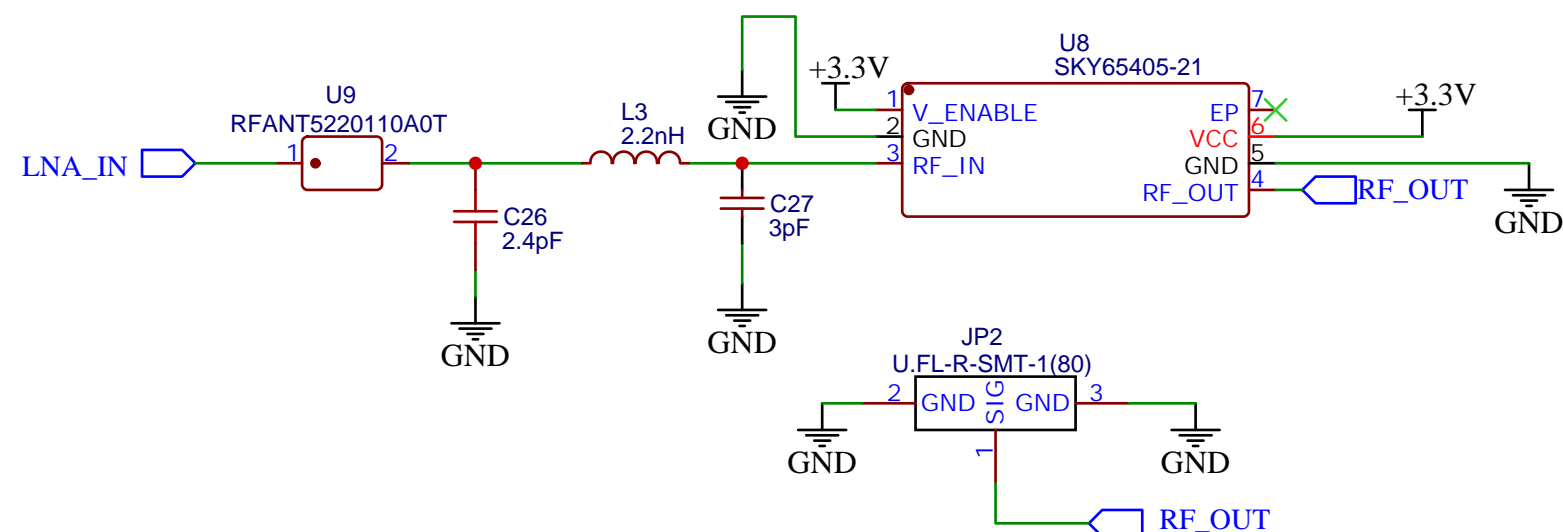 U9
RFANT5220110A0T
LNA_IN
1
2
L3
2.2nH
C26
2.4pF
GND
C27
3pF
GND
GND
+3.3V
U8
SKY65405-21
1
V_ENABLE
2
GND
3
RF_IN
7
EP
6
VCC
5
GND
4
RF_OUT
+3.3V
RF_OUT
GND
JP2
U.FL-R-SMT-1(80)
2
GND
SIG
GND
3
1
GND
GND
RF_OUT